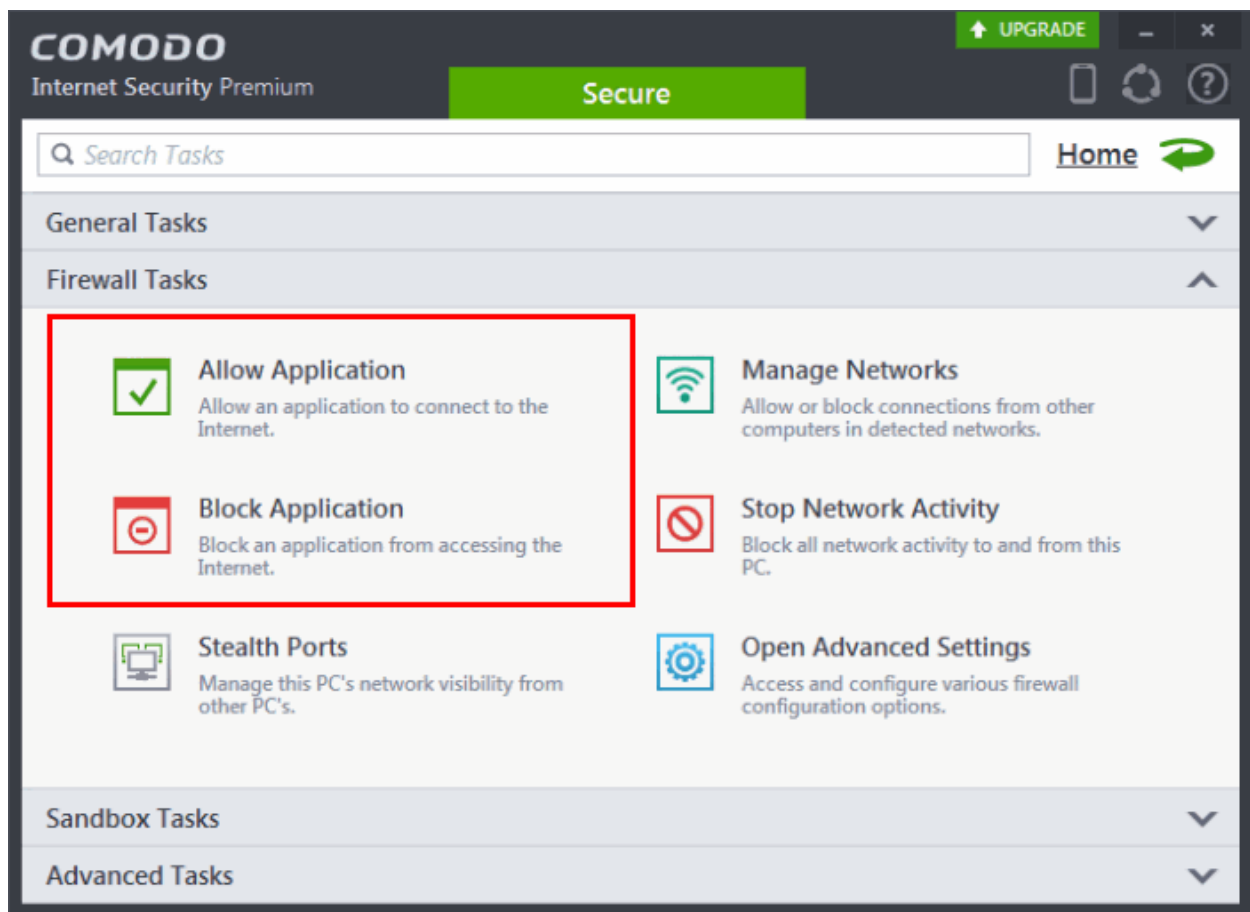 COMODO
Internet Security Premium
UPGRADE
Secure
Search Tasks
Home
General Tasks
Firewall Tasks
Allow Application
Allow an application to connect to the
Internet.
Manage Networks
Allow or block connections from other
computers in detected networks.
Block Application
Block an application from accessing the
Internet.
Stop Network Activity
Block all network activity to and from this
PC.
Stealth Ports
Manage this PC's network visibility from
other PC's.
Open Advanced Settings
Access and configure various firewall
configuration options.
Sandbox Tasks
Advanced Tasks